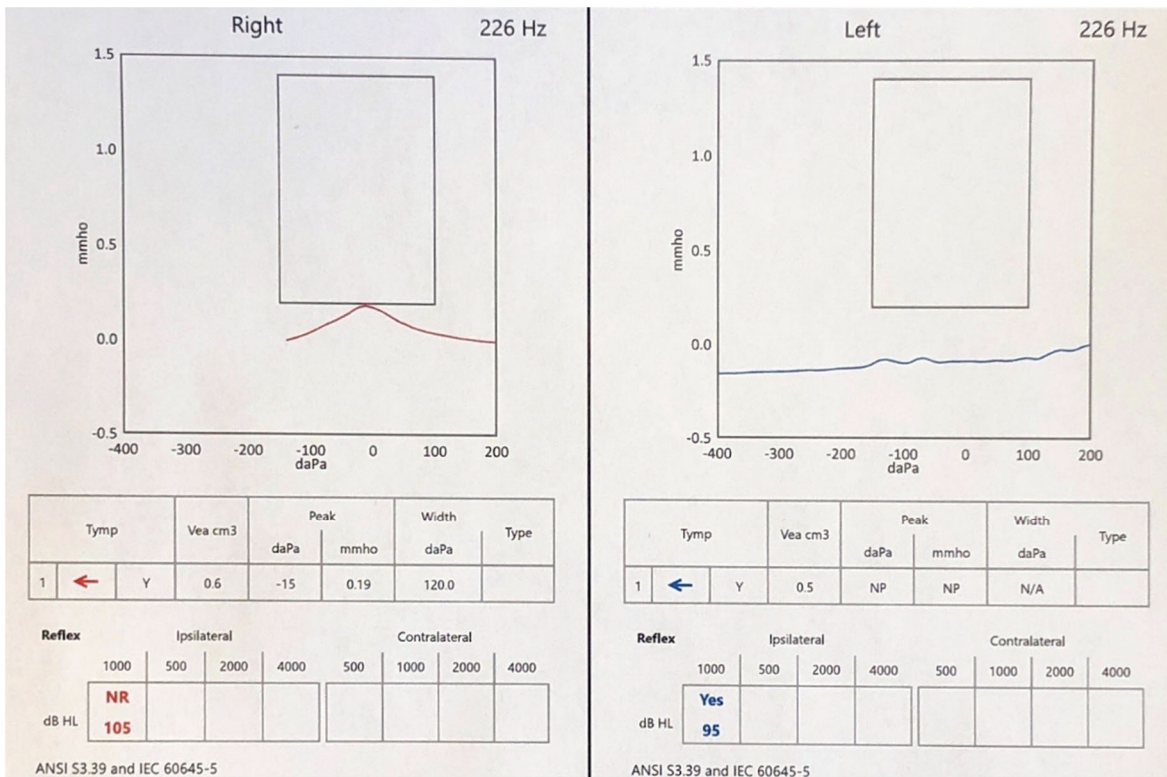 Right 226 Hz
1.5
1.0
0.5
0.0
-0.5
mmho
-400 -300 -200 -100 0 100 200
daPa
Tymp Vea cm3 Peak Width Type
daPa mmho daPa
1 Y 0.6 -15 0.19 120.0
Reflex Ipsilateral Contralateral
1000 500 2000 4000 500 1000 2000 4000
NR
dB HL
105
ANSI S3.39 and IEC 60645-5
Left 226 Hz
1.5
1.0
0.5
0.0
-0.5
mmho
-400 -300 -200 -100 0 100 200
daPa
Tymp Vea cm3 Peak Width Type
daPa mmho daPa
1 Y 0.5 NP NP N/A
Reflex Ipsilateral Contralateral
1000 500 2000 4000 500 1000 2000 4000
Yes
dB HL
95
ANSI S3.39 and IEC 60645-5